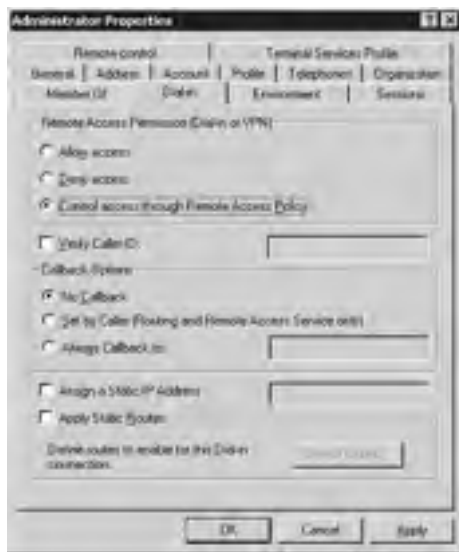 Administrator Properties
Remote control Terminal Services Profile
General Address Account Profile Telephones Organization
Member Of Dial-in Environment Sessions
Remote Access Permission (Dial-in or VPN)
Allow access
Deny access
Control access through Remote Access Policy
Verify Caller-ID:
Callback Options
No Callback
Set by Caller (Routing and Remote Access Service only)
Always Callback to:
Assign a Static IP Address
Apply Static Routes
Define routes to enable for this Dial-in
connection.
OK Cancel Apply